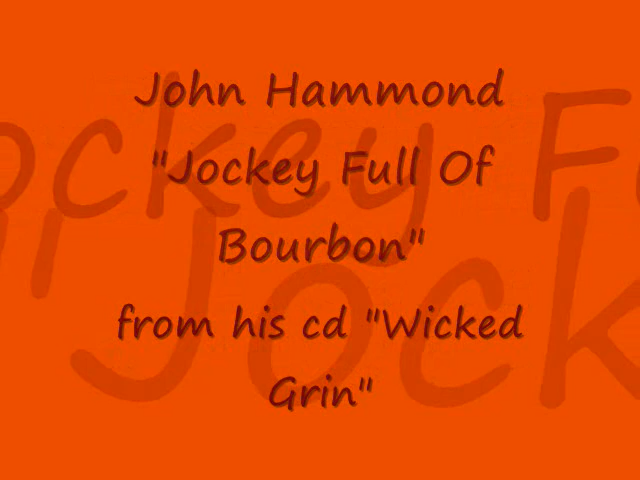 John Hammond
"Jockey Full Of
Bourbon"
from his cd "Wicked
Grin"